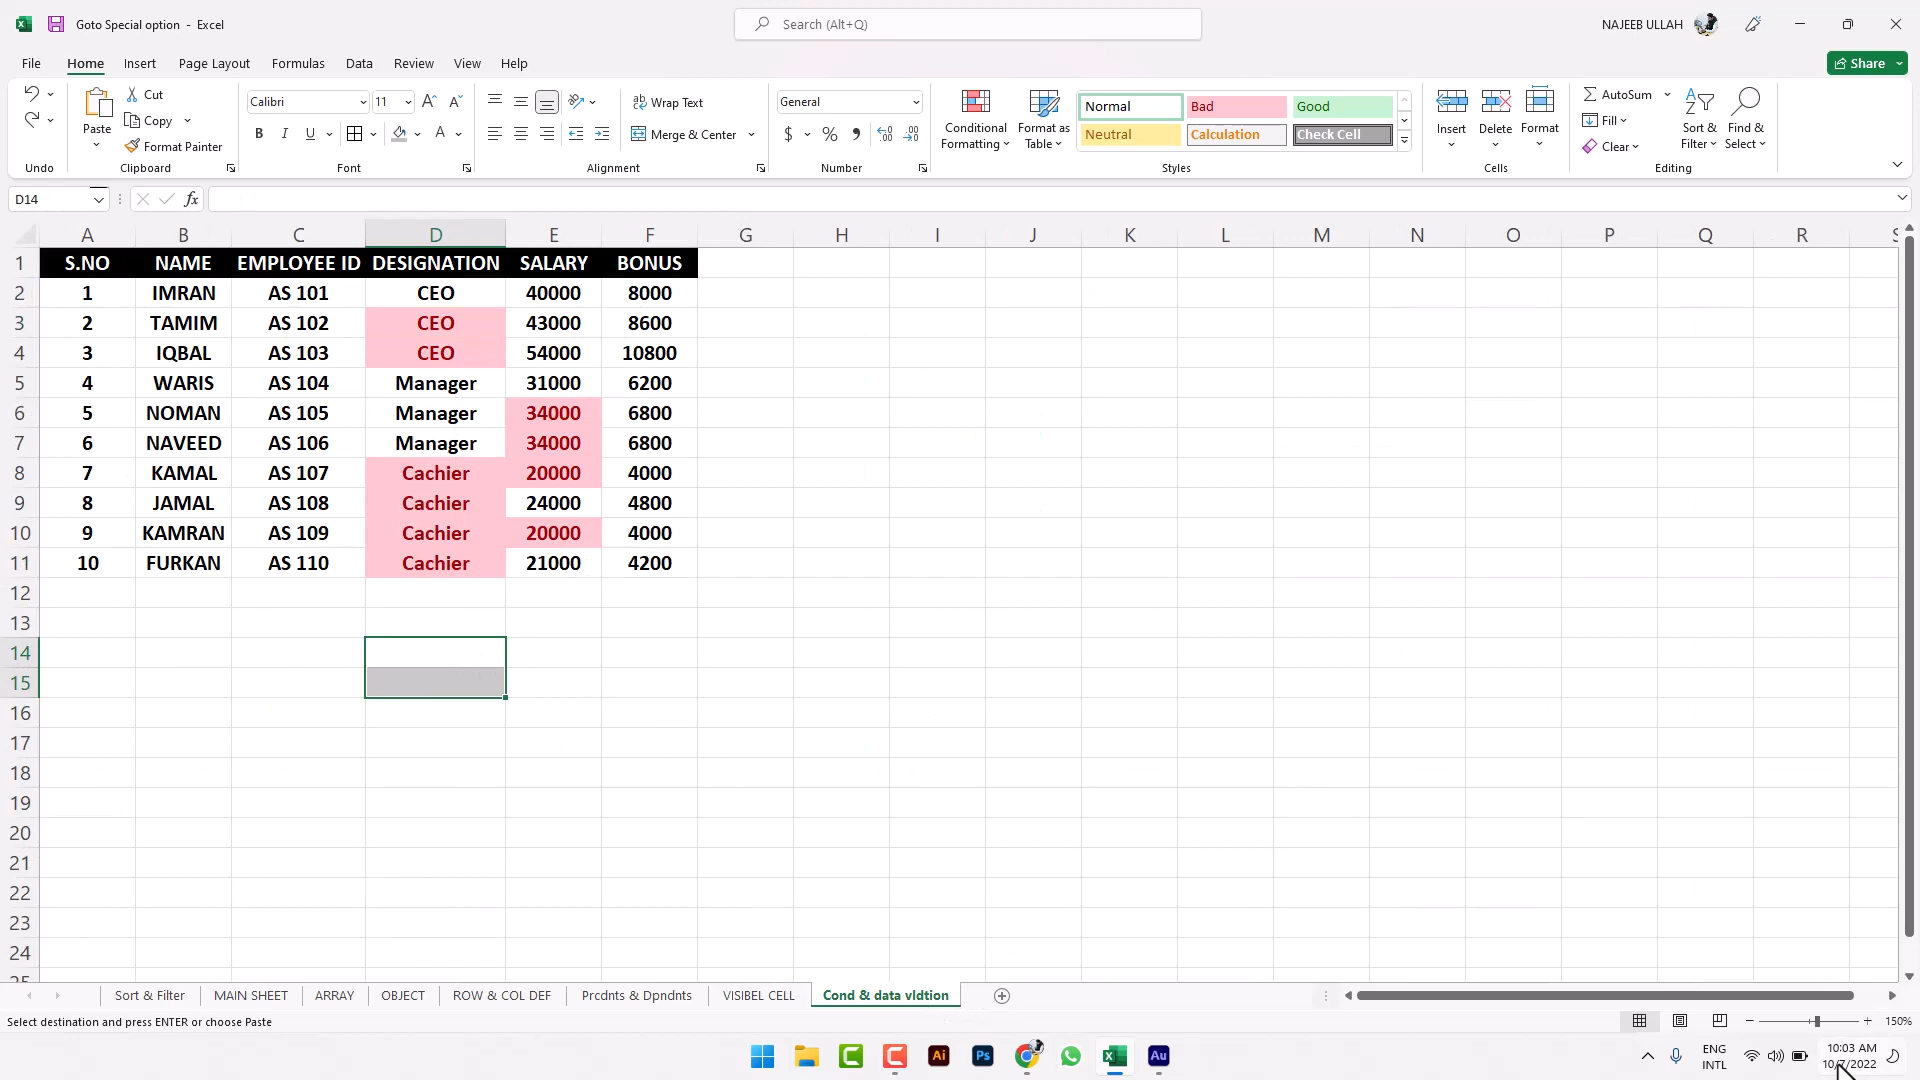 Goto Special option - Excel
Search (Alt+Q)
NAJEEB ULLAH
File Home Insert Page Layout Formulas Data Review View Help
Share
Undo
Paste
Cut
Copy
Format Painter
Clipboard
Calibri 11
B I U A
Font
Wrap Text
Merge & Center
Alignment
General
$ % 9
Number
Conditional Formatting
Format as Table
Normal Bad Good
Neutral Calculation Check Cell
Styles
Insert Delete Format
Cells
AutoSum
Fill
Clear
Sort & Filter
Find & Select
Editing
D14
fx
A B C D E F G H I J K L M N O P Q R
1 S.NO NAME EMPLOYEE ID DESIGNATION SALARY BONUS
2 1 IMRAN AS 101 CEO 40000 8000
3 2 TAMIM AS 102 CEO 43000 8600
4 3 IQBAL AS 103 CEO 54000 10800
5 4 WARIS AS 104 Manager 31000 6200
6 5 NOMAN AS 105 Manager 34000 6800
7 6 NAVEED AS 106 Manager 34000 6800
8 7 KAMAL AS 107 Cachier 20000 4000
9 8 JAMAL AS 108 Cachier 24000 4800
10 9 KAMRAN AS 109 Cachier 20000 4000
11 10 FURKAN AS 110 Cachier 21000 4200
12
13
14
15
16
17
18
19
20
21
22
23
24
Sort & Filter MAIN SHEET ARRAY OBJECT ROW & COL DEF Prcdnts & Dpndnts VISIBEL CELL Cond & data vldtion
Select destination and press ENTER or choose Paste
150%
Ai Ps Au
ENG
INTL
10:03 AM
10/7/2022